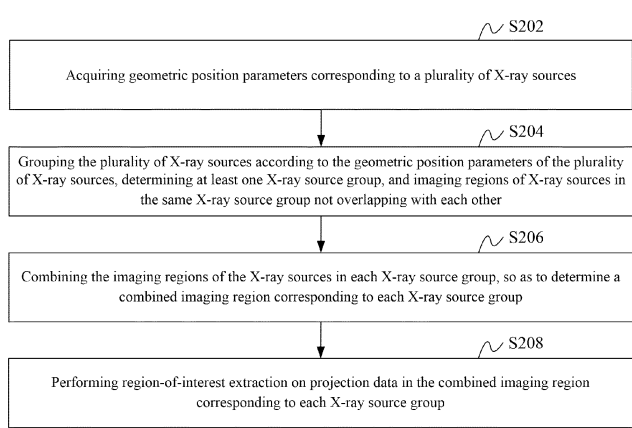 S202
Acquiring geometric position parameters corresponding to a plurality of X-ray sources
S204
Grouping the plurality of X-ray sources according to the geometric position parameters of the plurality
of X-ray sources, determining at least one X-ray source group, and imaging regions of X-ray sources in
the same X-ray source group not overlapping with each other
S206
Combining the imaging regions of the X-ray sources in each X-ray source group, so as to determine a
combined imaging region corresponding to each X-ray source group
S208
Performing region-of-interest extraction on projection data in the combined imaging region
corresponding to each X-ray source group